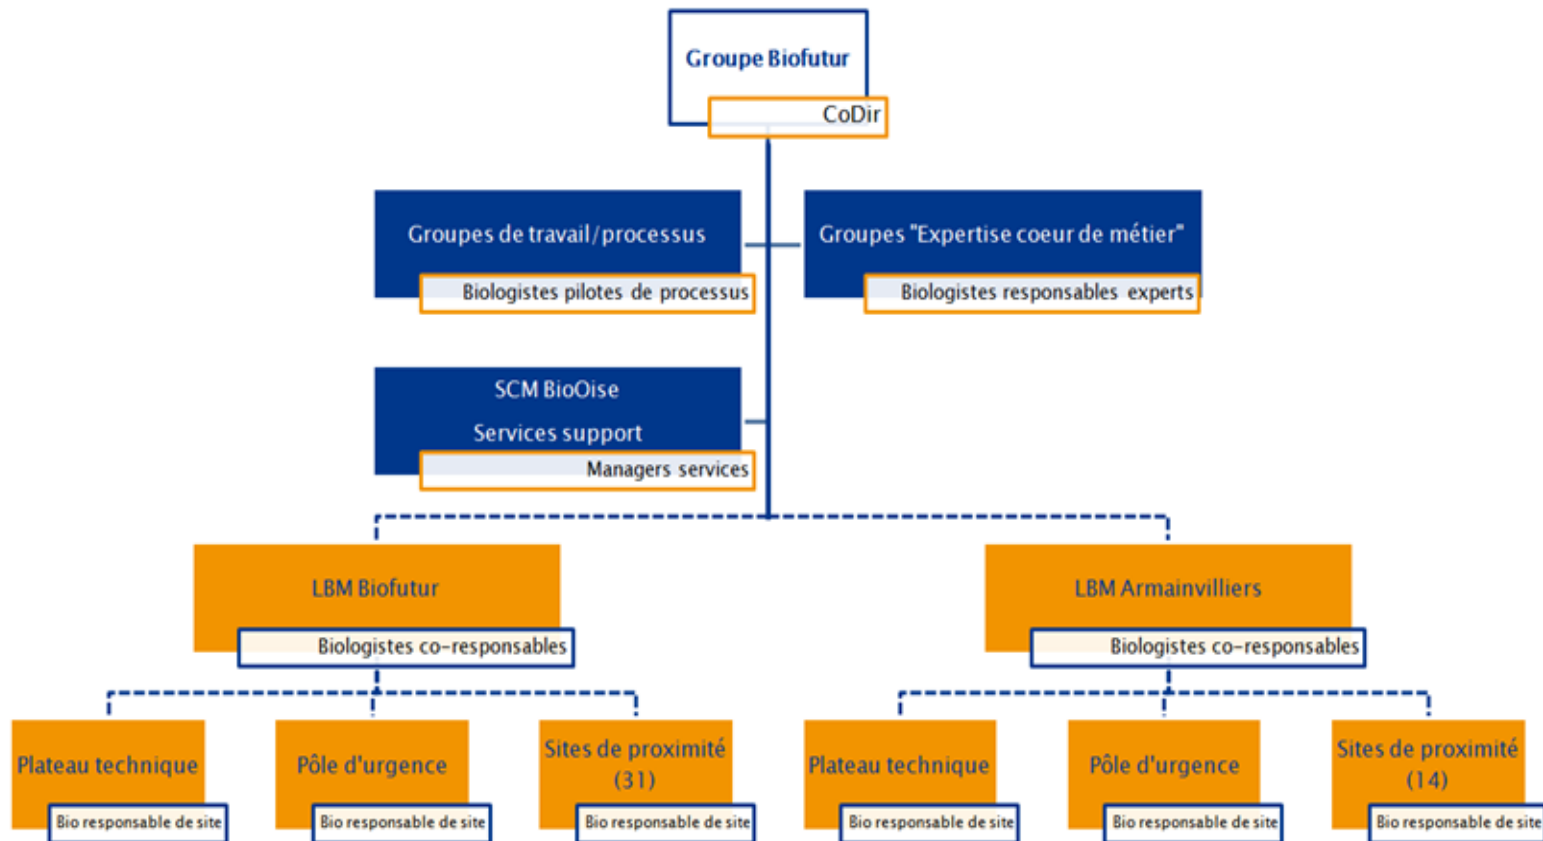 Groupe Biofutur
CoDir
Groupes de travail/processus
Biologistes pilotes de processus
Groupes "Expertise coeur de métier"
Biologistes responsables experts
SCM BioOise
Services support
Managers services
LBM Biofutur
Biologistes co-responsables
LBM Armainvilliers
Biologistes co-responsables
Plateau technique
Bio responsable de site
Pôle d'urgence
Bio responsable de site
Sites de proximité
(31)
Bio responsable de site
Plateau technique
Bio responsable de site
Pôle d'urgence
Bio responsable de site
Sites de proximité
(14)
Bio responsable de site